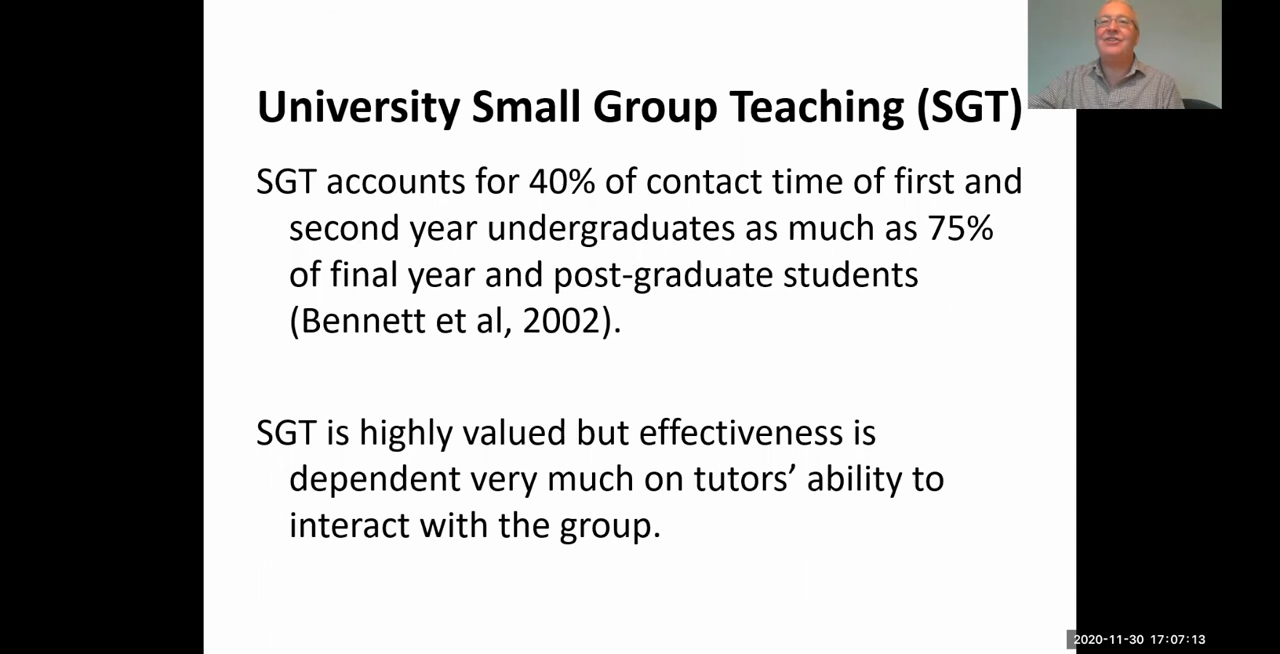 University Small Group Teaching (SGT)
SGT accounts for 40% of contact time of first and
second year undergraduates as much as 75%
of final year and post-graduate students
(Bennett et al, 2002).
SGT is highly valued but effectiveness is
dependent very much on tutors’ ability to
interact with the group.
2020-11-30 17:07:13